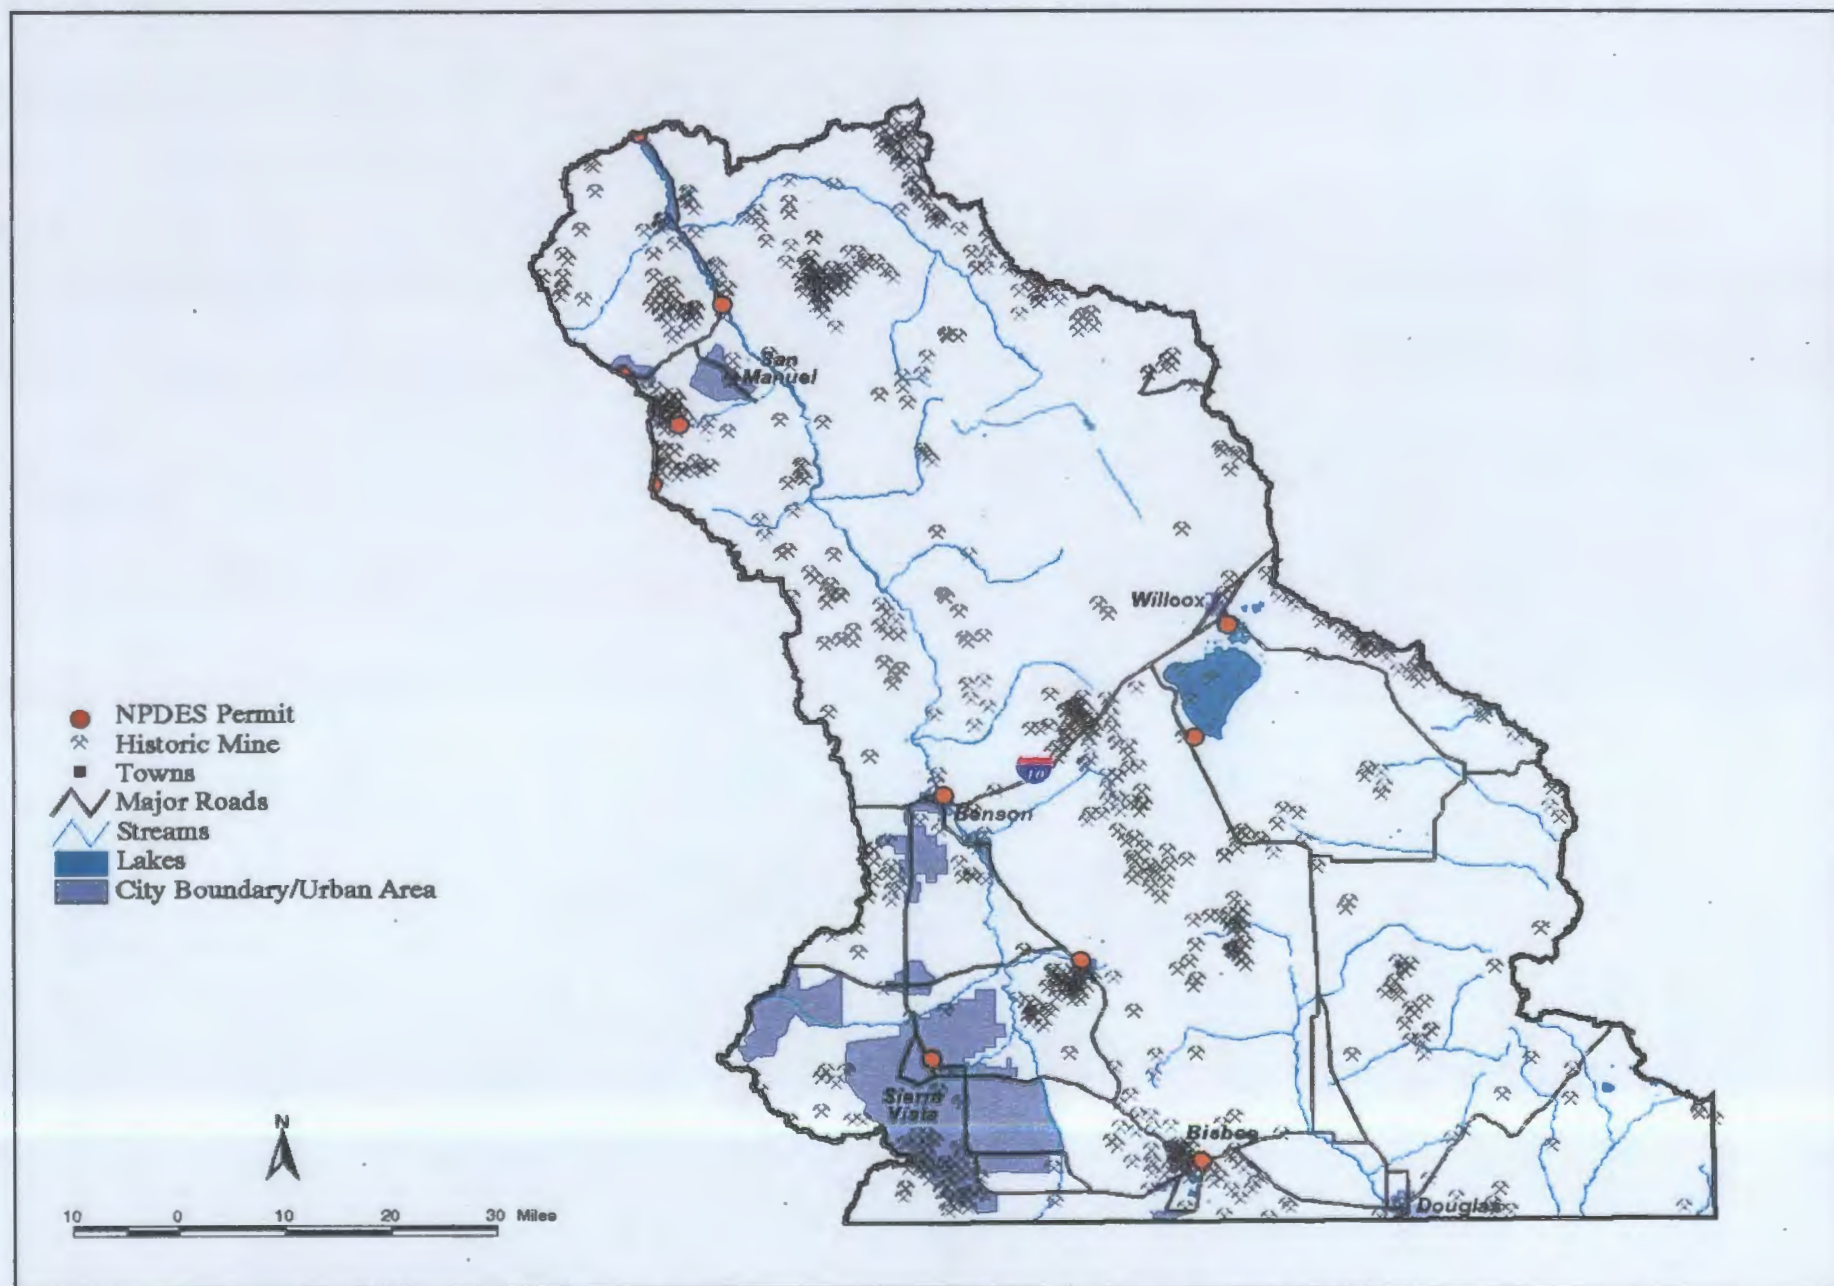 San
Manuel
Willcox
10
Benson
NPDES Permit
Historic Mine
Towns
Major Roads
Streams
Lakes
City Boundary/Urban Area
Sierra
Vista
N
Bisbee
Douglas
10 0 10 20 30 Miles